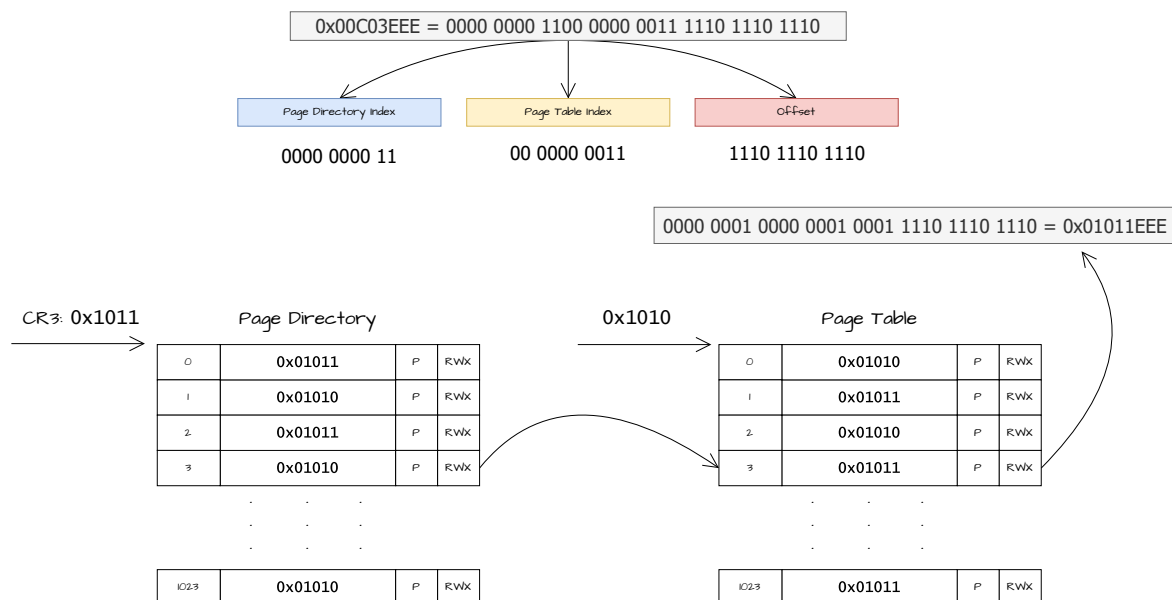 0x00C03EEE = 0000 0000 1100 0000 0011 1110 1110 1110
Page Directory Index
Page Table Index
Offset
0000 0000 11
00 0000 0011
1110 1110 1110
0000 0001 0000 0001 0001 1110 1110 1110 = 0x01011EEE
CR3: 0x1011
Page Directory
0 0x01011 P RWX
1 0x01010 P RWX
2 0x01011 P RWX
3 0x01010 P RWX
. . .
. . .
. . .
1023 0x01010 P RWX
0x1010
Page Table
0 0x01010 P RWX
1 0x01011 P RWX
2 0x01010 P RWX
3 0x01011 P RWX
. . .
. . .
. . .
1023 0x01011 P RWX